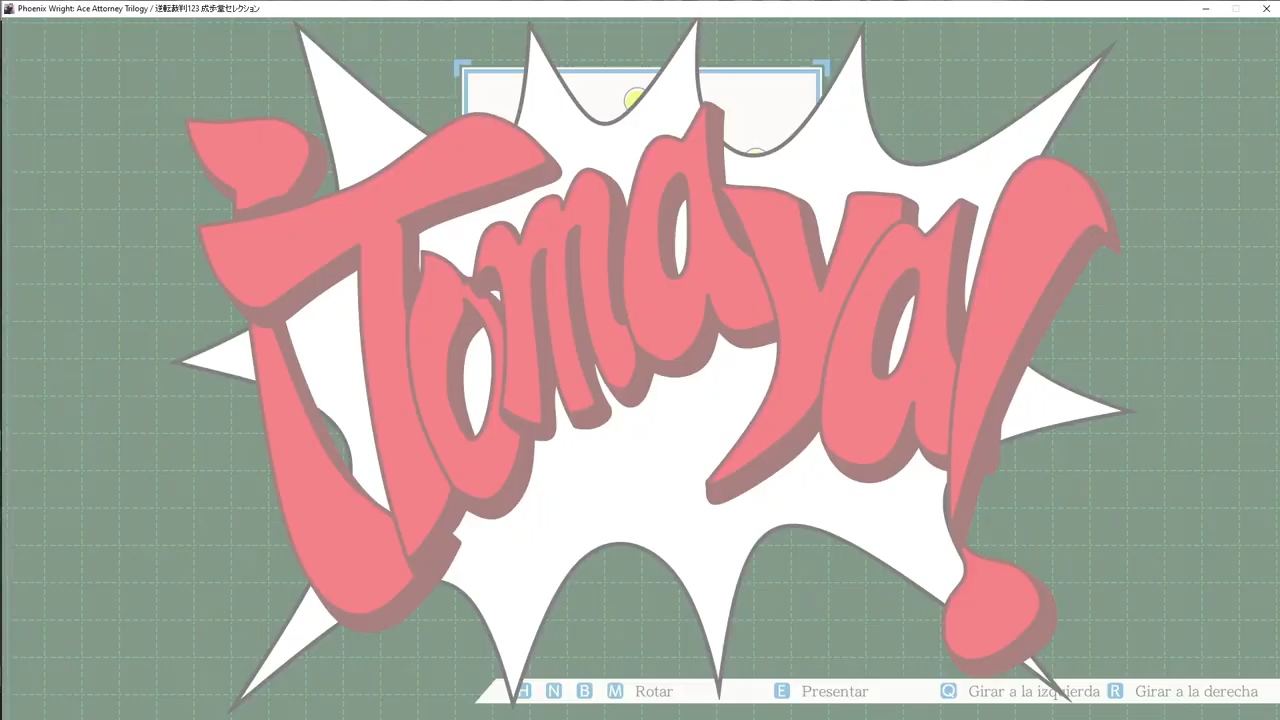 Phoenix Wright: Ace Attorney Trilogy / 逆転裁判123 成歩堂セレクション
¡Toma ya!
H N B M Rotar E Presentar Q Girar a la izquierda R Girar a la derecha